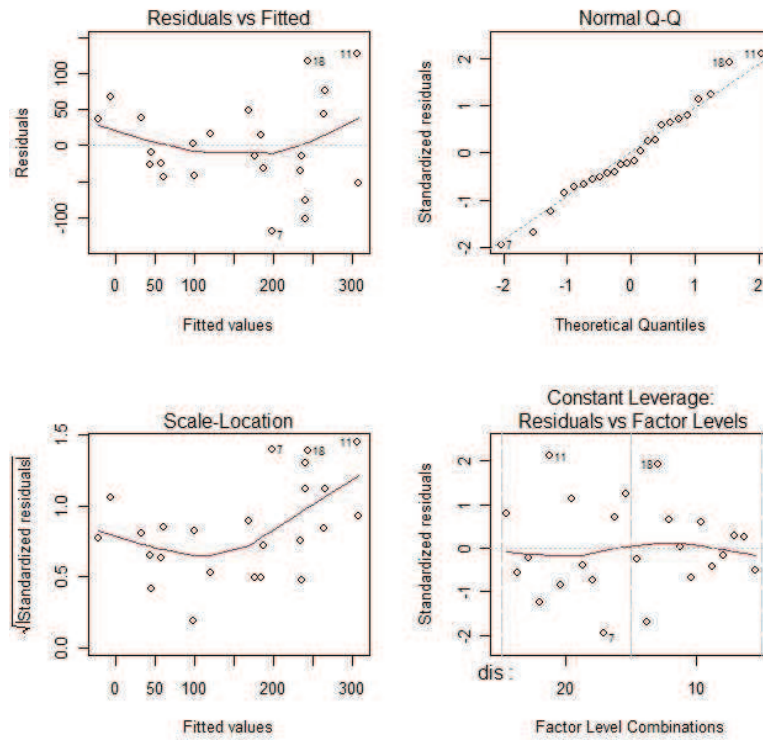 Residuals vs Fitted
Residuals
100
50
0
-100
18
11
7
0 50 100 200 300
Fitted values
Normal Q-Q
Standardized residuals
2
1
0
-1
-2
18
11
7
-2 -1 0 1 2
Theoretical Quantiles
Scale-Location
√|Standardized residuals|
1.5
1.0
0.5
0.0
7
18
11
0 50 100 200 300
Fitted values
Constant Leverage:
Residuals vs Factor Levels
Standardized residuals
2
1
0
-1
-2
11
18
7
dis :
20 10
Factor Level Combinations